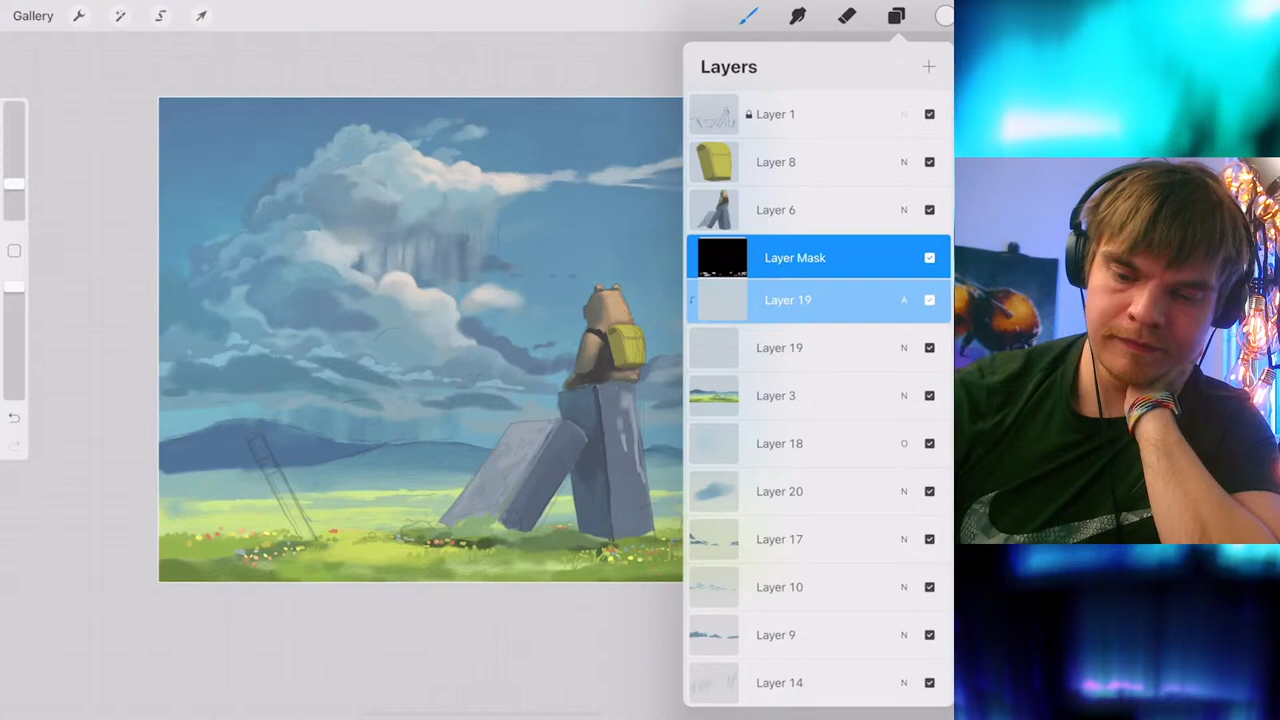 Gallery
Layers
Layer 1 N
Layer 8 N
Layer 6 N
Layer Mask
Layer 19 A
Layer 19 N
Layer 3 N
Layer 18 O
Layer 20 N
Layer 17 N
Layer 10 N
Layer 9 N
Layer 14 N